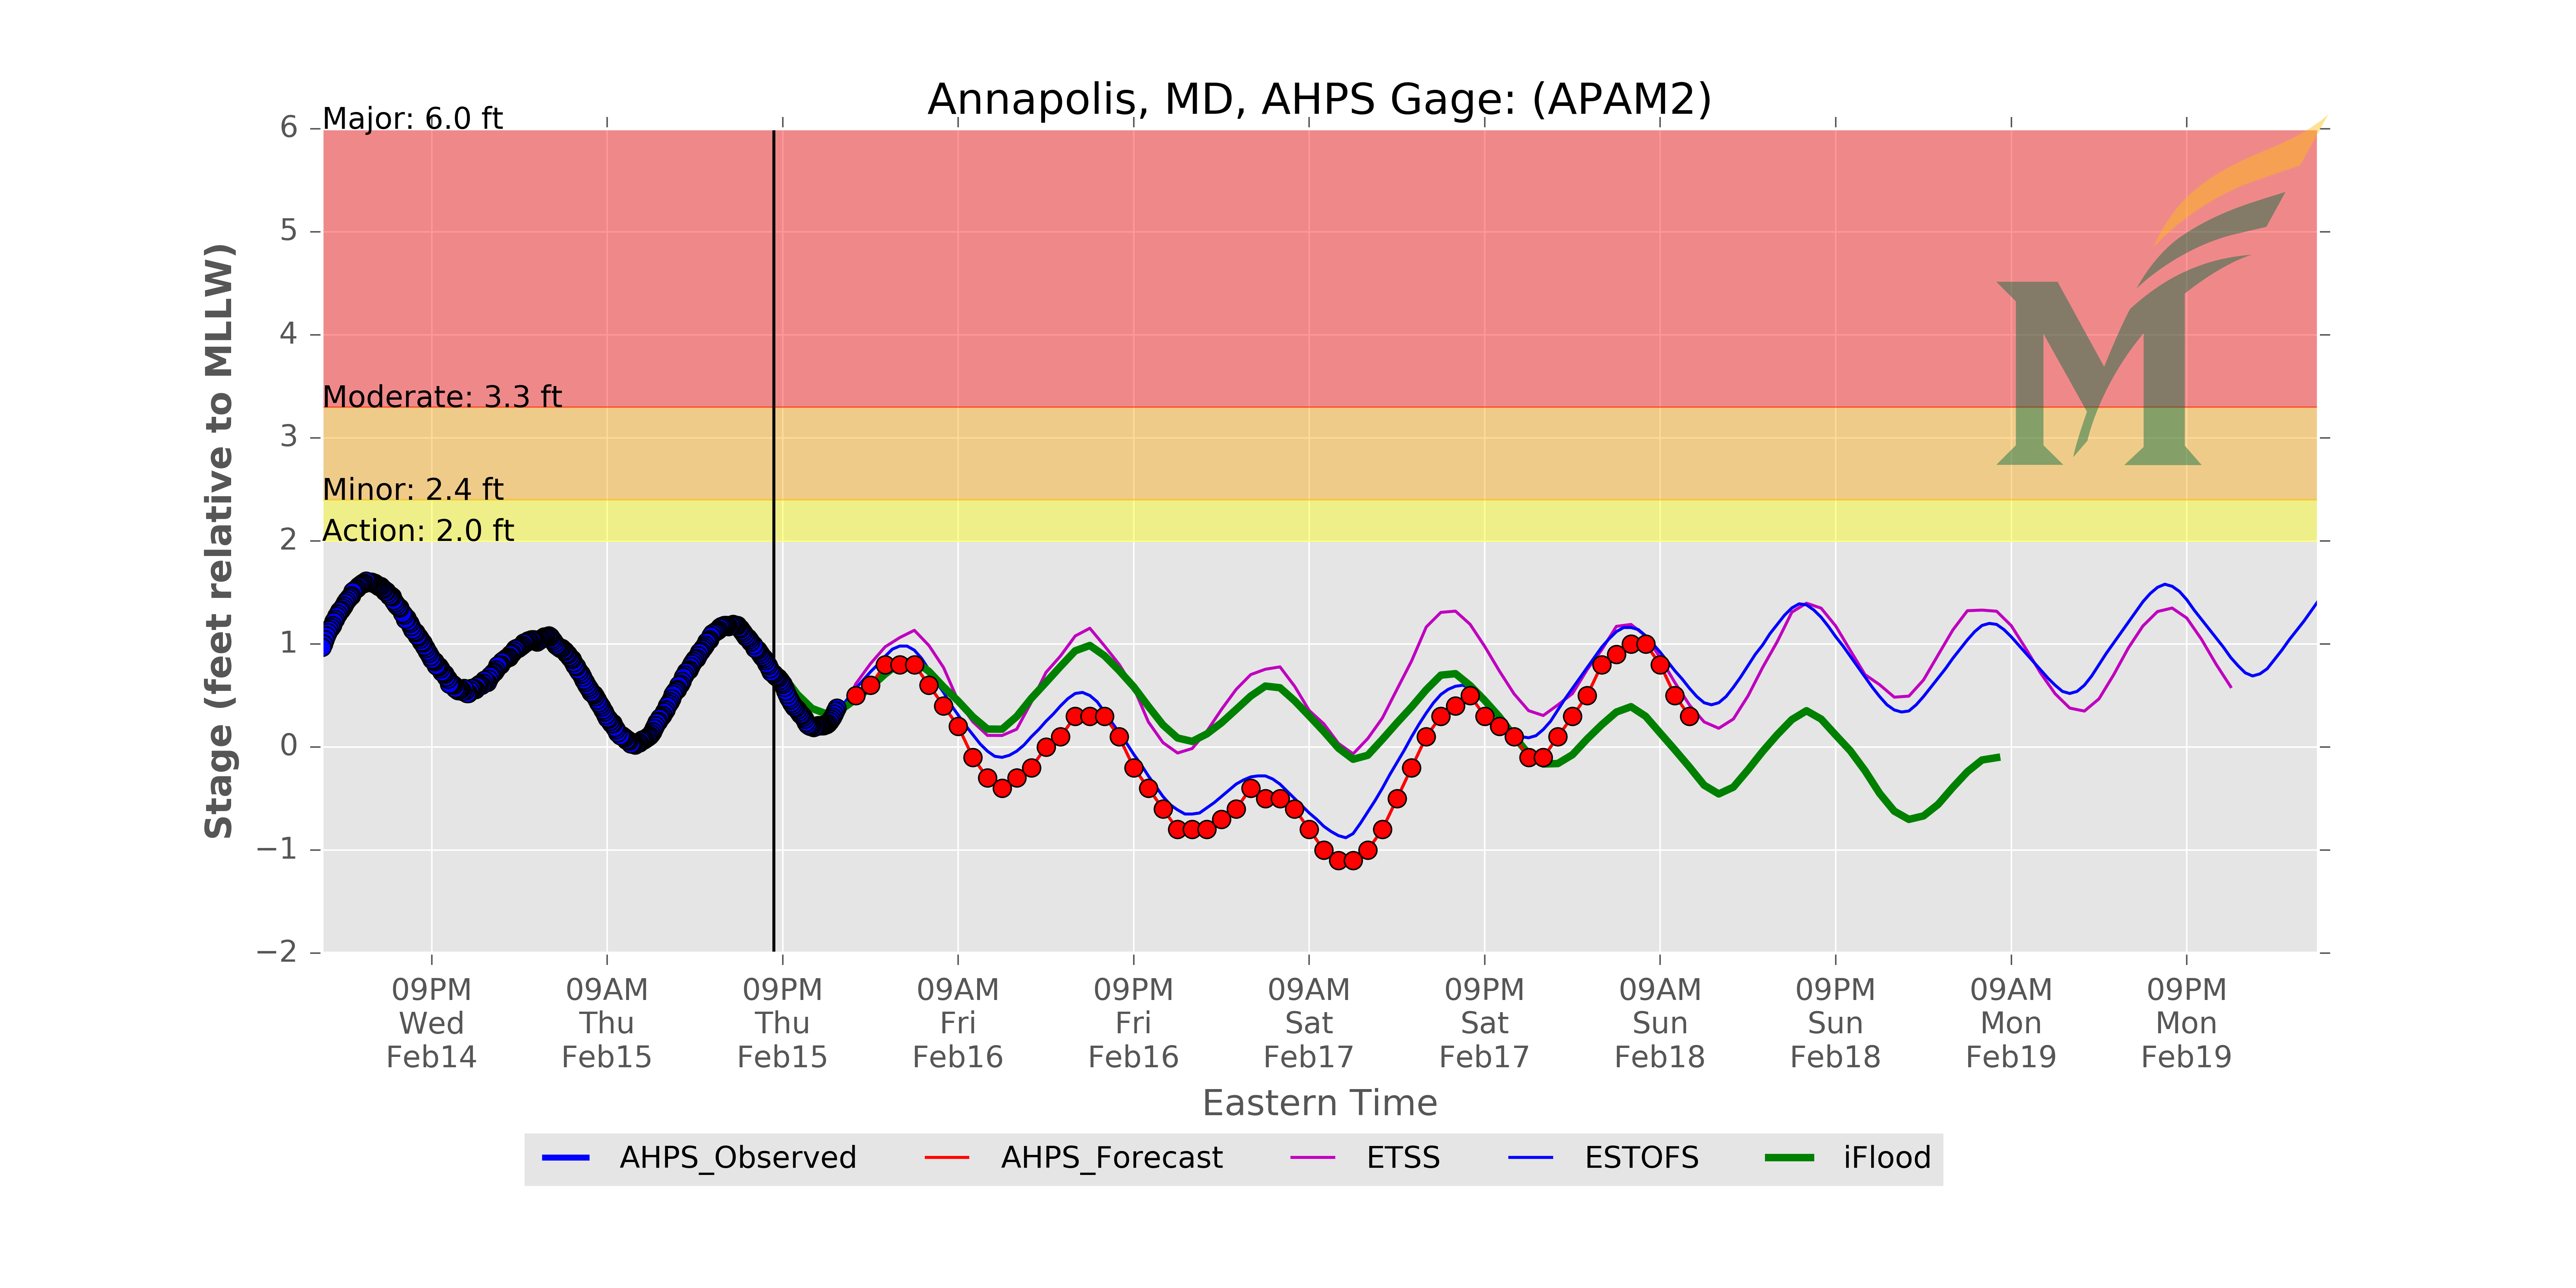 Annapolis, MD, AHPS Gage: (APAM2)
Major: 6.0 ft
Moderate: 3.3 ft
Minor: 2.4 ft
Action: 2.0 ft
Stage (feet relative to MLLW)
6
5
4
3
2
1
0
−1
−2
09PM 09AM 09PM 09AM 09PM 09AM 09PM 09AM 09PM 09AM 09PM
Wed Thu Thu Fri Fri Sat Sat Sun Sun Mon Mon
Feb14 Feb15 Feb15 Feb16 Feb16 Feb17 Feb17 Feb18 Feb18 Feb19 Feb19
Eastern Time
AHPS_Observed AHPS_Forecast ETSS ESTOFS iFlood
M